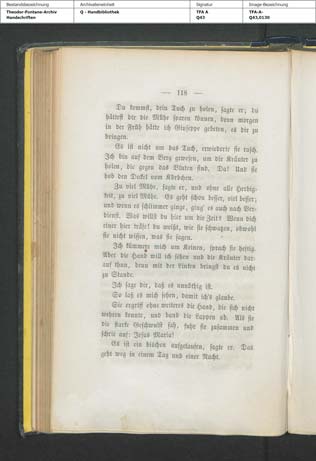 Bestandsbezeichnung
Theodor-Fontane-Archiv
Handschriften
Archivalieneinheit
Q - Handbibliothek
Signatur
TFA A
Q43
Image-Bezeichnung
TFA-A-
Q43,0130
— 118 —
Du kommst, dein Tuch zu holen, sagte er; du
hättest dir die Mühe sparen können, denn morgen
in der Früh hätte ich Giuseppe gebeten, es dir zu
bringen.
Es ist nicht um das Tuch, erwiederte sie rasch.
Ich bin auf dem Berg gewesen, um dir Kräuter zu
holen, die gegen das Bluten sind. Da! Und sie
hob den Deckel vom Körbchen.
Zu viel Mühe, sagte er, und ohne alle Herbig-
keit, zu viel Mühe. Es geht schon besser, viel besser;
und wenn es schlimmer ginge, ging' es auch nach Ver-
dienst. Was willst du hier um die Zeit? Wenn dich
einer hier träfe! du weißt, wie sie schwatzen, obwohl
sie nicht wissen, was sie sagen.
Ich kümmere mich um Keinen, sprach sie heftig.
Aber die Hand will ich sehen und die Kräuter dar-
auf thun, denn mit der Linken bringst du es nicht
zu Stande.
Ich sage dir, daß es unnöthig ist.
So laß es mich sehen, damit ich's glaube.
Sie ergriff ohne weiteres die Hand, die sich nicht
wehren konnte, und band die Lappen ab. Als sie
die starke Geschwulst sah, fuhr sie zusammen und
schrie auf: Jesus Maria!
Es ist ein bischen aufgelaufen, sagte er. Das
geht weg in einem Tag und einer Nacht.